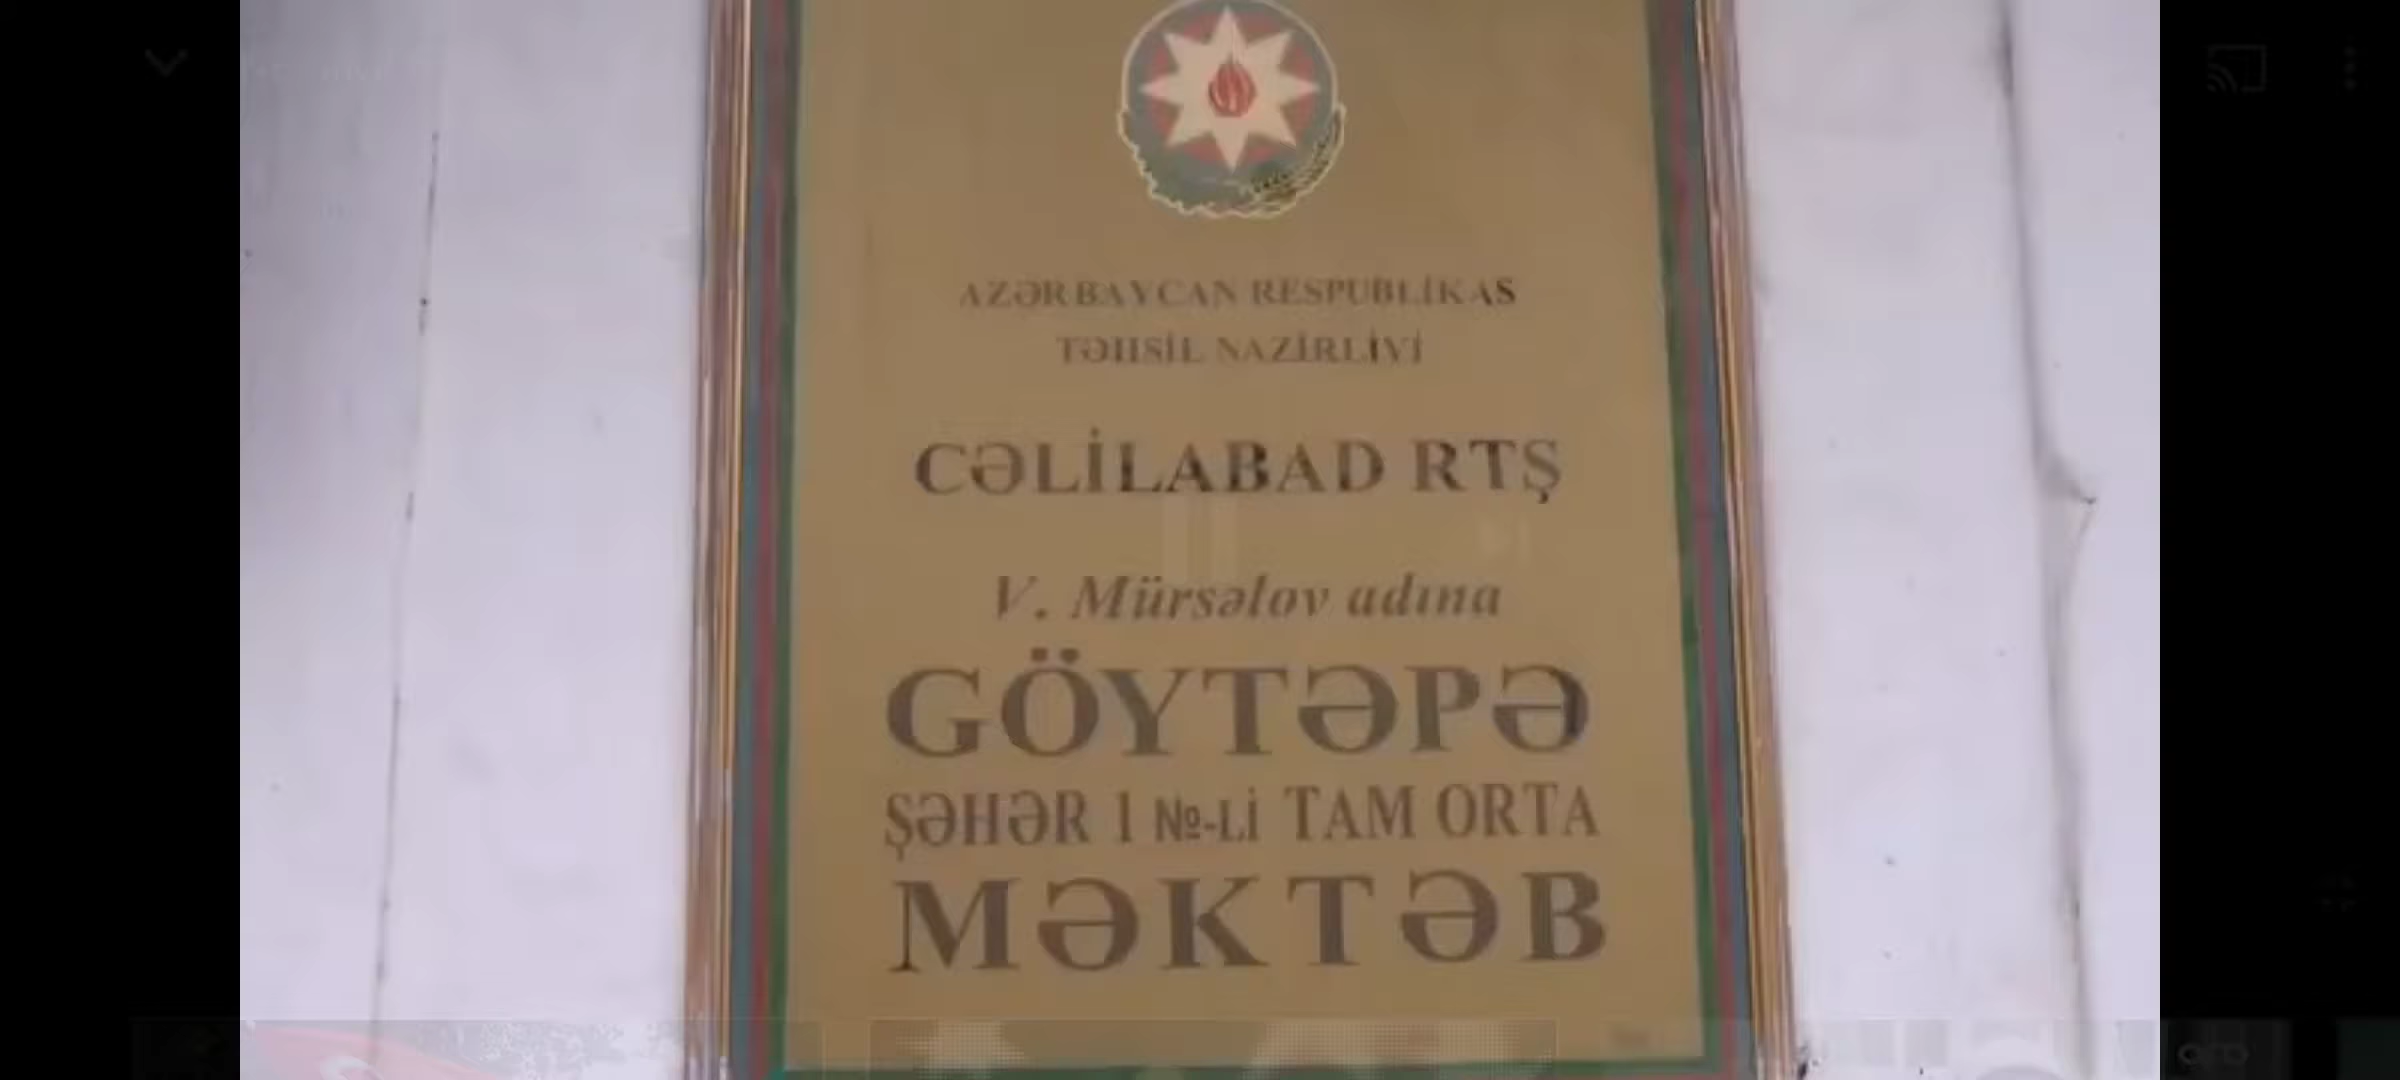 AZƏRBAYCAN RESPUBLİKAS
TƏHSİL NAZİRLİYİ
CƏLİLABAD RTŞ
V. Mürsəlov adına
GÖYTƏPƏ
ŞƏHƏR 1 №-Lİ TAM ORTA
MƏKTƏB